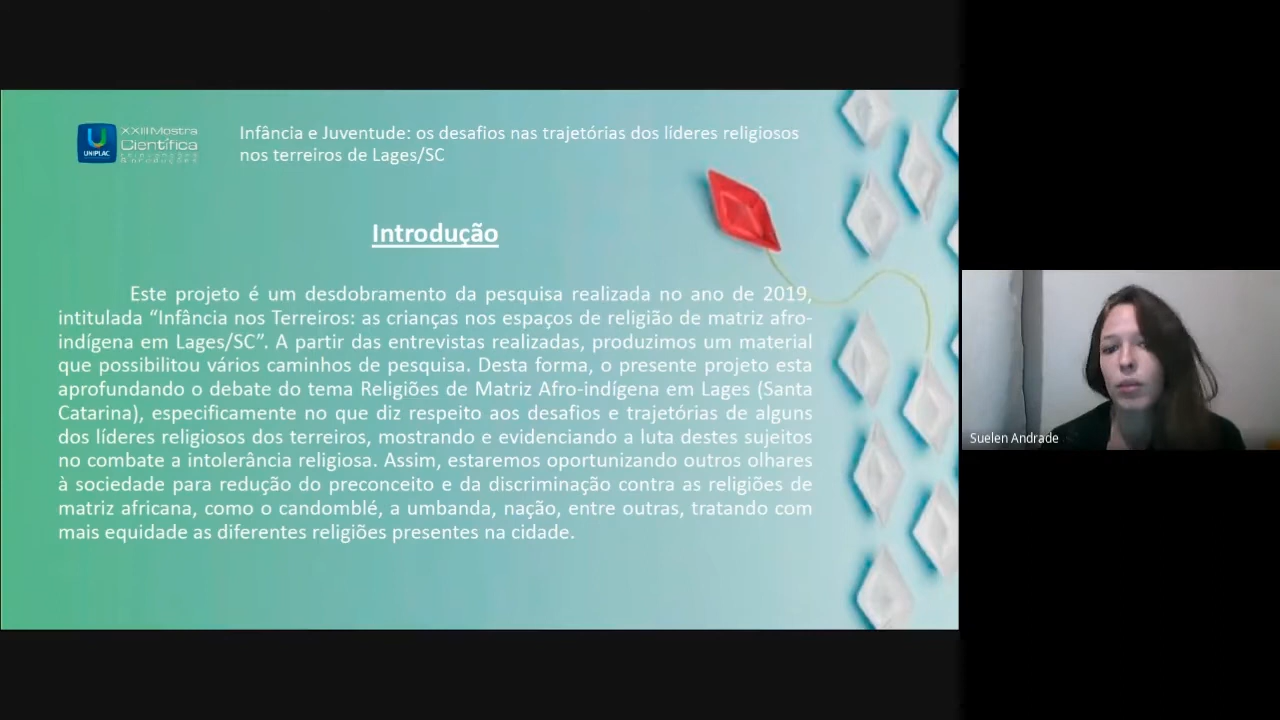 XXIII Mostra
Científica
UNIPLAC
Infância e Juventude: os desafios nas trajetórias dos líderes religiosos
nos terreiros de Lages/SC
Introdução
Este projeto é um desdobramento da pesquisa realizada no ano de 2019,
intitulada “Infância nos Terreiros: as crianças nos espaços de religião de matriz afro-
indígena em Lages/SC”. A partir das entrevistas realizadas, produzimos um material
que possibilitou vários caminhos de pesquisa. Desta forma, o presente projeto esta
aprofundando o debate do tema Religiões de Matriz Afro-indígena em Lages (Santa
Catarina), especificamente no que diz respeito aos desafios e trajetórias de alguns
dos líderes religiosos dos terreiros, mostrando e evidenciando a luta destes sujeitos
no combate a intolerância religiosa. Assim, estaremos oportunizando outros olhares
à sociedade para redução do preconceito e da discriminação contra as religiões de
matriz africana, como o candomblé, a umbanda, nação, entre outras, tratando com
mais equidade as diferentes religiões presentes na cidade.
Suelen Andrade